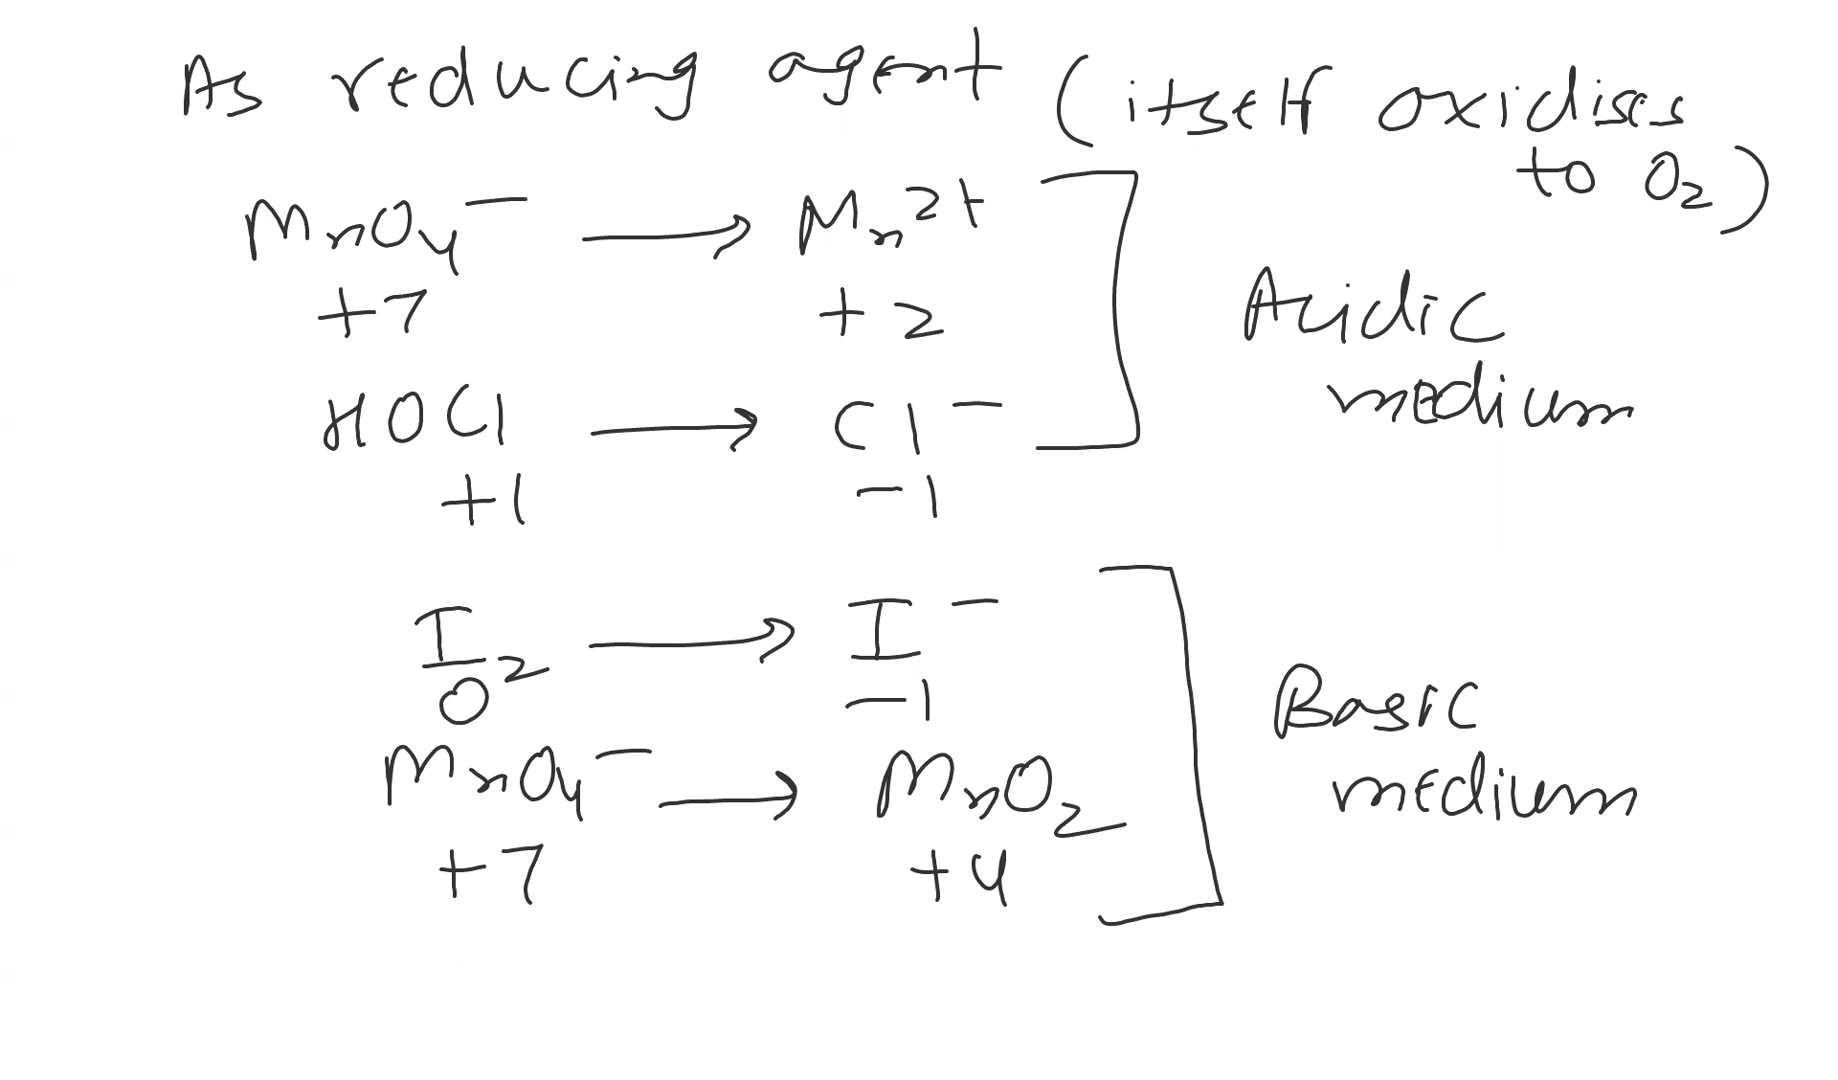 As reducing agent (itself oxidises
to O₂)
MnO₄⁻ ⟶ Mn²⁺
+7 +2
Acidic
medium
HOCl ⟶ Cl⁻
+1 -1
I₂ ⟶ I⁻
0 -1
Basic
medium
MnO₄⁻ ⟶ MnO₂
+7 +4